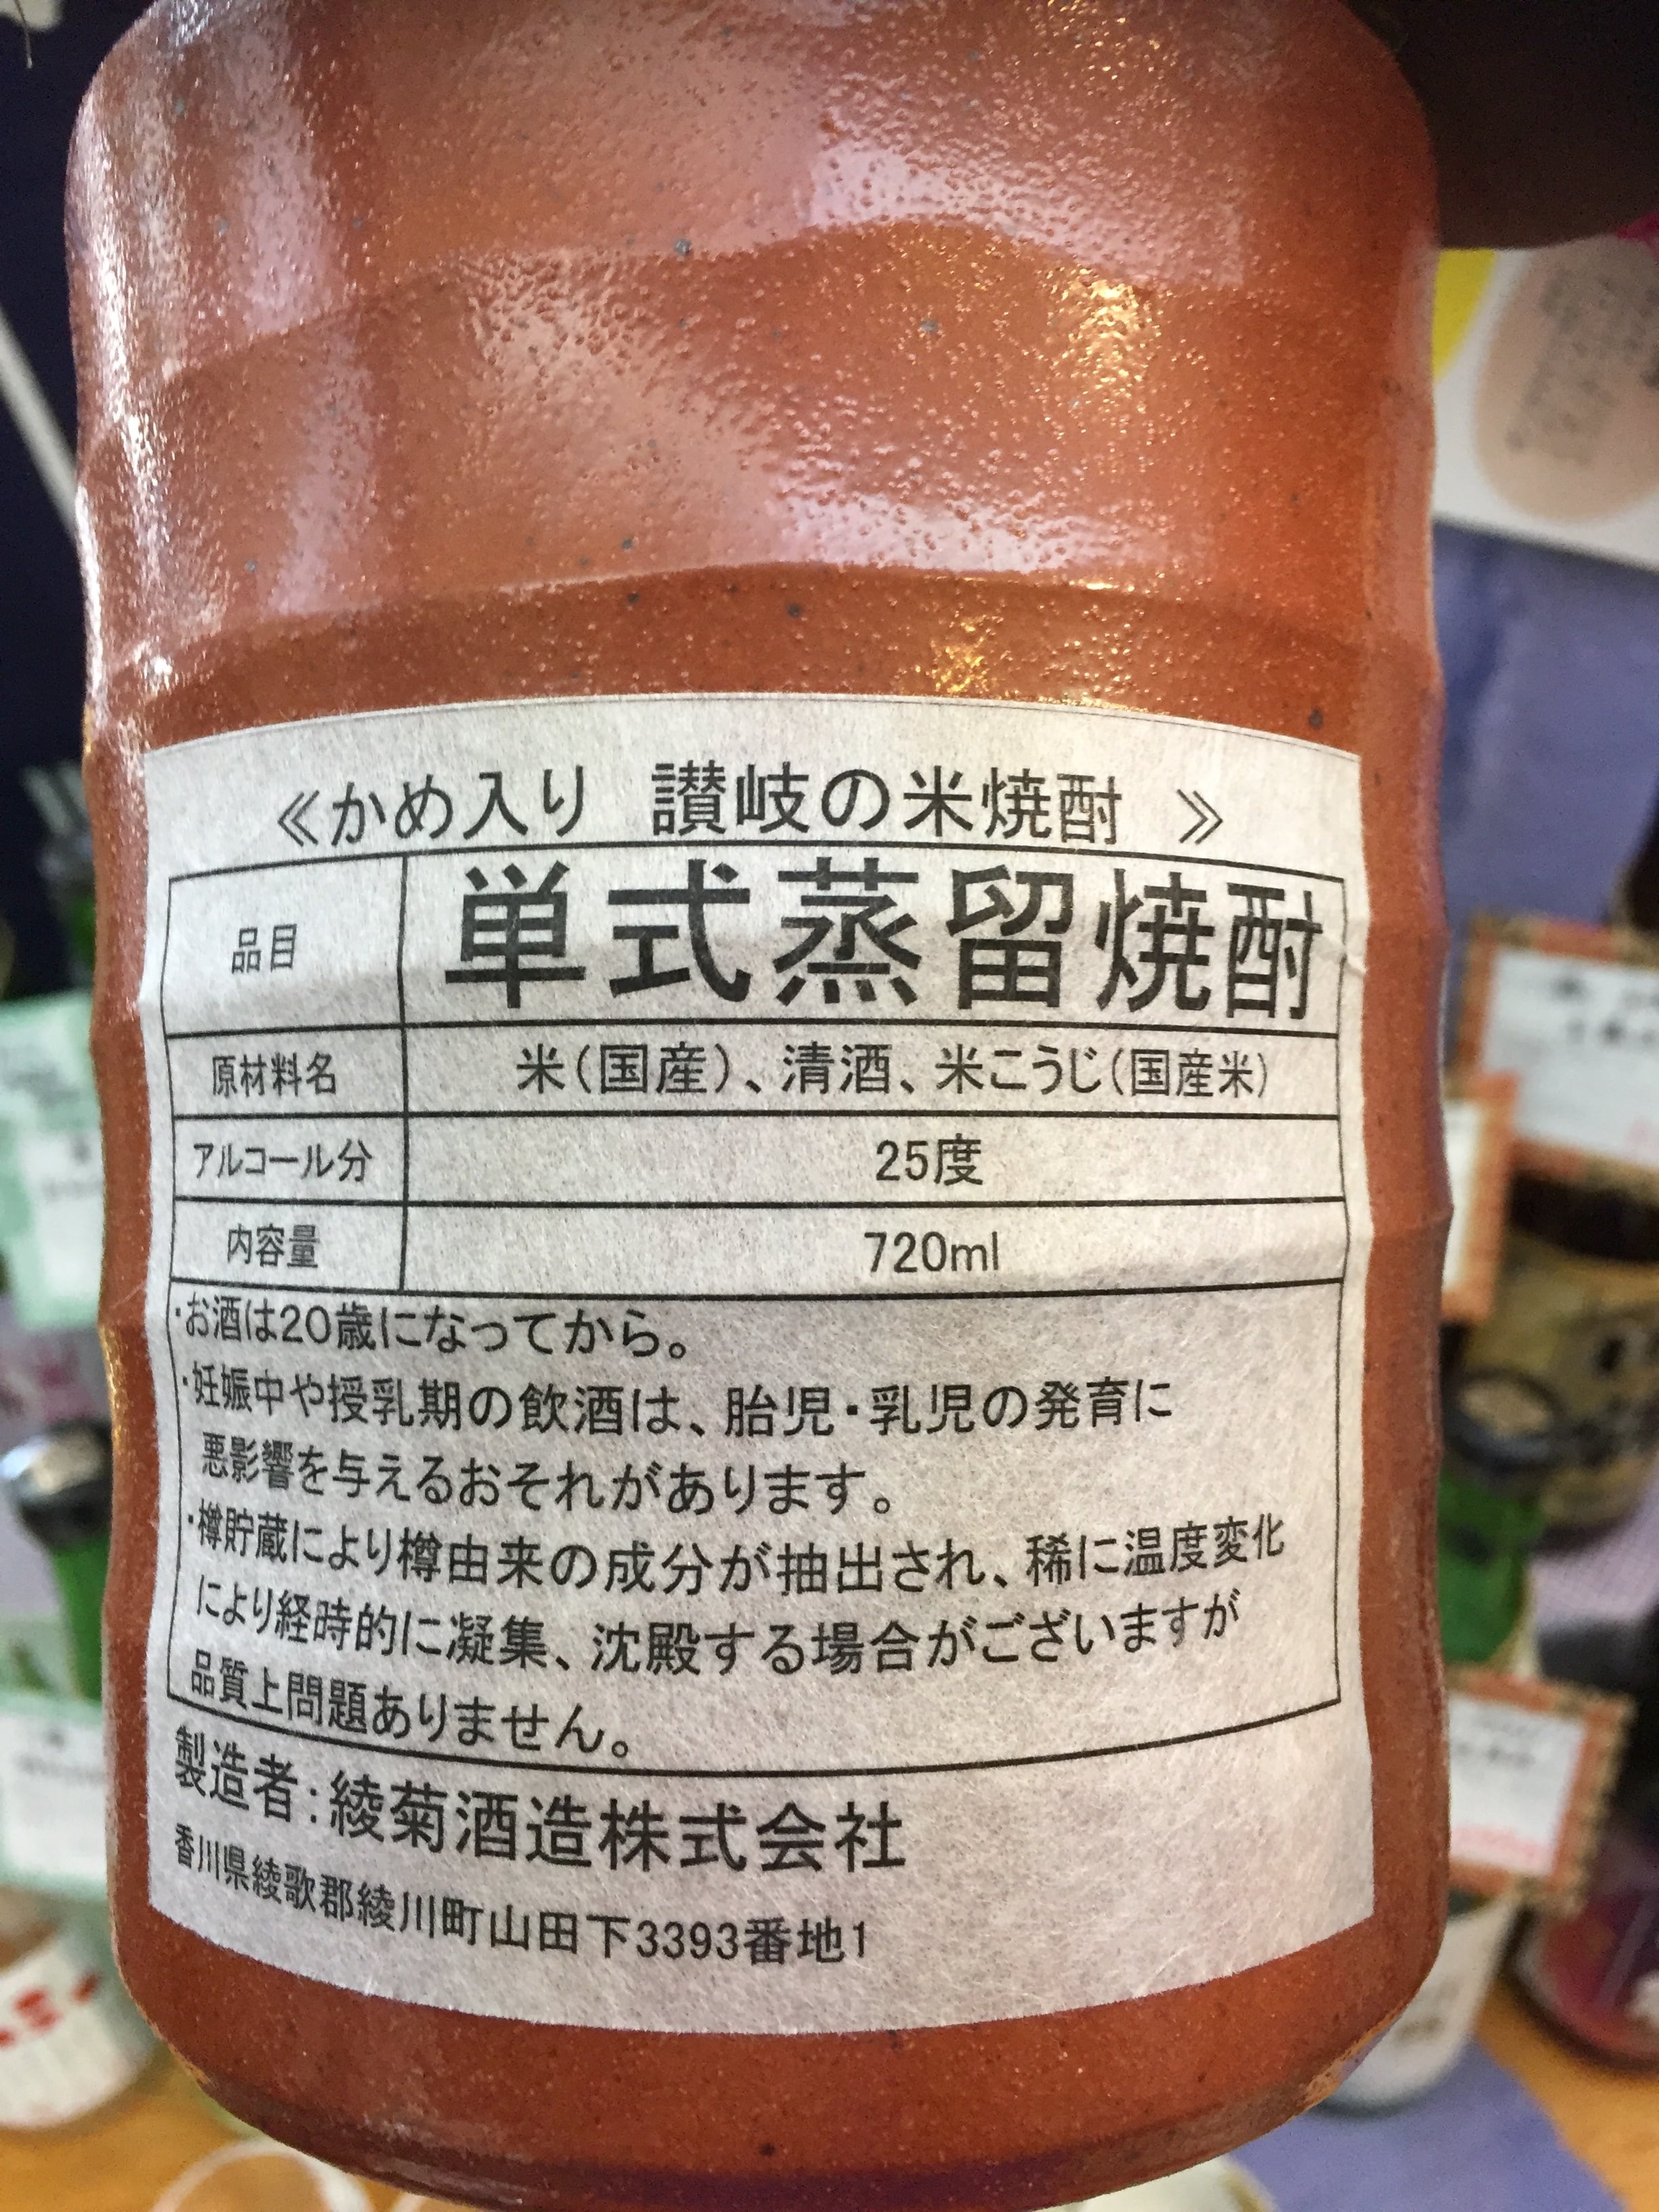 ≪かめ入り 讃岐の米焼酎 ≫
品目 単式蒸留焼酎
原材料名 米(国産)、清酒、米こうじ(国産米)
アルコール分 25度
内容量 720ml
・お酒は20歳になってから。
・妊娠中や授乳期の飲酒は、胎児・乳児の発育に
悪影響を与えるおそれがあります。
・樽貯蔵により樽由来の成分が抽出され、稀に温度変化
により経時的に凝集、沈殿する場合がございますが
品質上問題ありません。
製造者:綾菊酒造株式会社
香川県綾歌郡綾川町山田下3393番地1